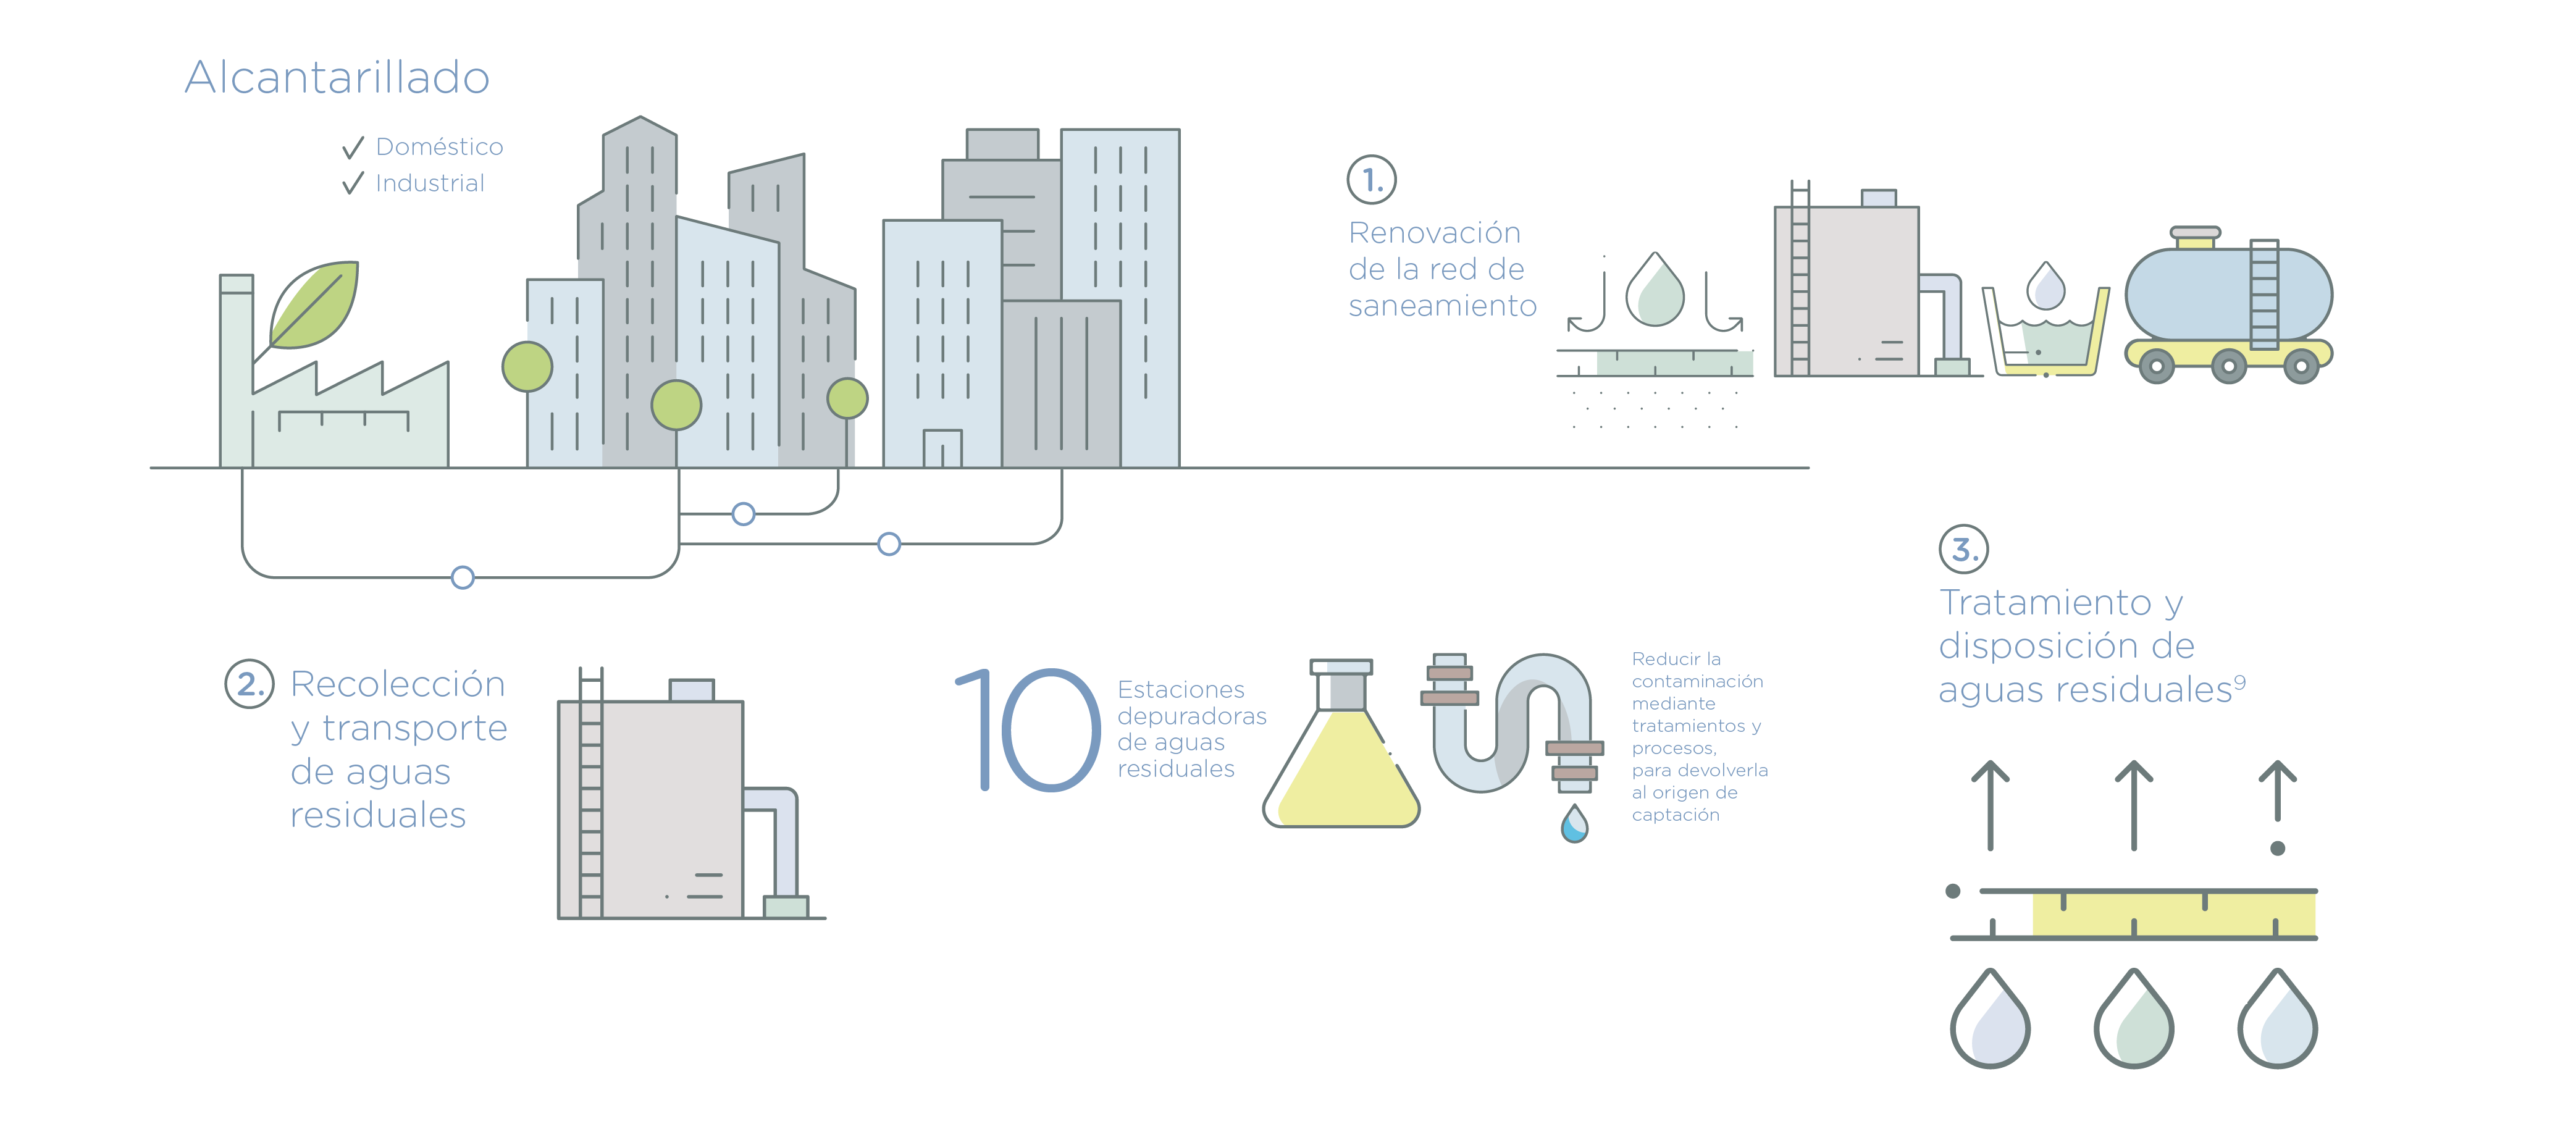 Alcantarillado
Doméstico
Industrial
1.
Renovación
de la red de
saneamiento
2.
Recolección
y transporte
de aguas
residuales
10
Estaciones
depuradoras
de aguas
residuales
Reducir la
contaminación
mediante
tratamientos y
procesos,
para devolverla
al origen de
captación
3.
Tratamiento y
disposición de
aguas residuales⁹